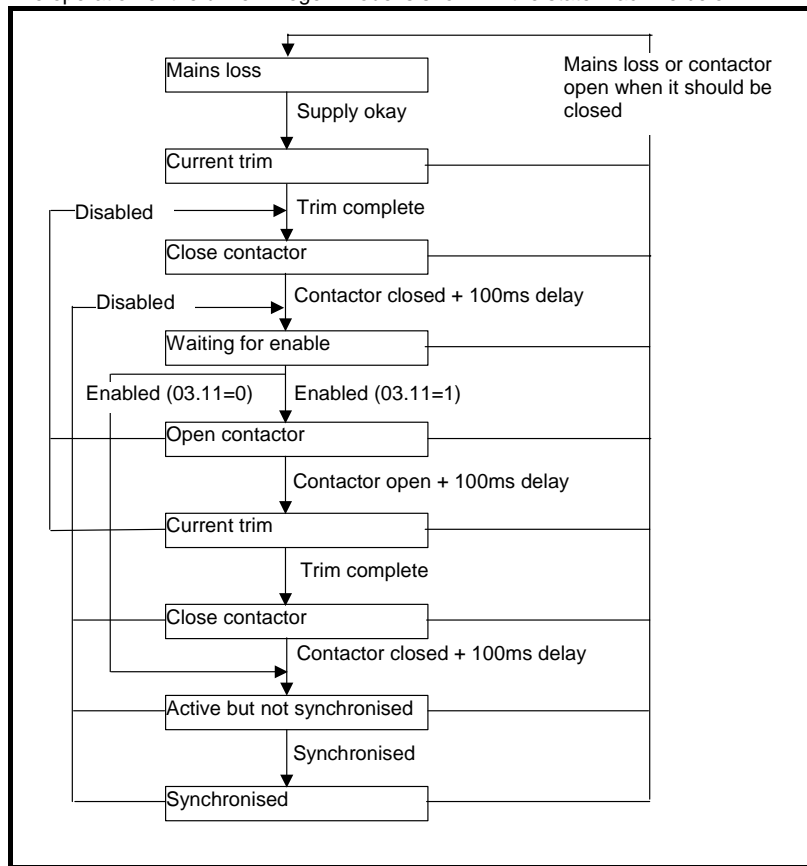 Mains loss
Mains loss or contactor
open when it should be
closed
Supply okay
Current trim
Disabled
Trim complete
Close contactor
Disabled
Contactor closed + 100ms delay
Waiting for enable
Enabled (03.11=0)
Enabled (03.11=1)
Open contactor
Contactor open + 100ms delay
Current trim
Trim complete
Close contactor
Contactor closed + 100ms delay
Active but not synchronised
Synchronised
Synchronised